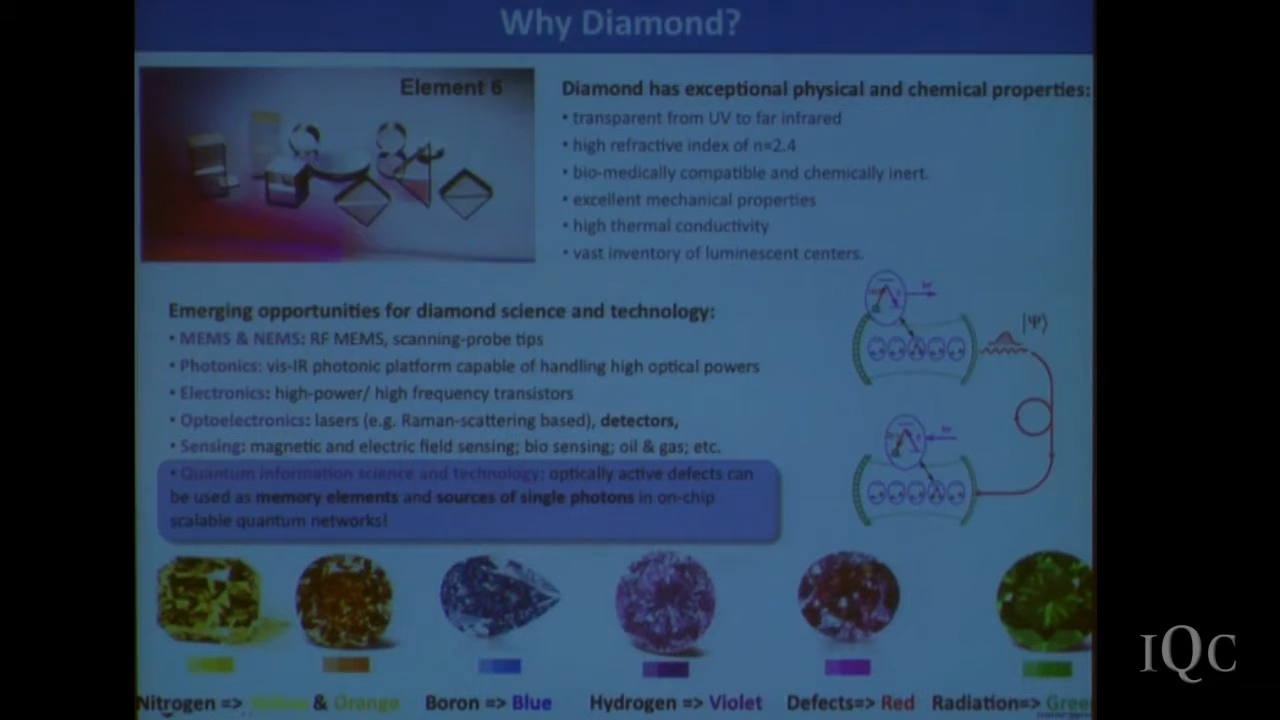 Why Diamond?
Element 6
Diamond has exceptional physical and chemical properties:
• transparent from UV to far infrared
• high refractive index of n=2.4
• bio-medically compatible and chemically inert.
• excellent mechanical properties
• high thermal conductivity
• vast inventory of luminescent centers.
Emerging opportunities for diamond science and technology:
• MEMS & NEMS: RF MEMS, scanning-probe tips
• Photonics: vis-IR photonic platform capable of handling high optical powers
• Electronics: high-power/ high frequency transistors
• Optoelectronics: lasers (e.g. Raman-scattering based), detectors,
• Sensing: magnetic and electric field sensing; bio sensing; oil & gas; etc.
• Quantum information science and technology: optically active defects can
be used as memory elements and sources of single photons in on-chip
scalable quantum networks!
|Ψ⟩
Nitrogen => Yellow & Orange
Boron => Blue
Hydrogen => Violet
Defects=> Red
Radiation=> Gree
IQC